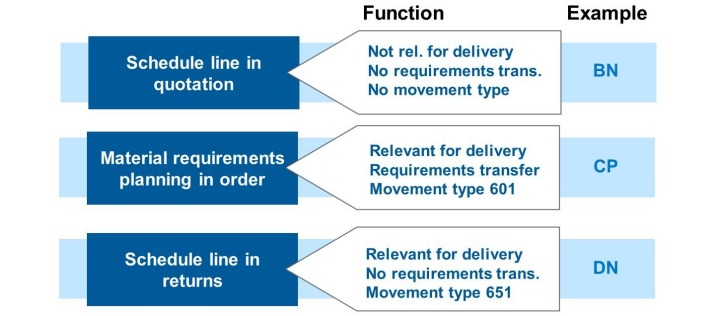 Function Example
Schedule line in
quotation
Not rel. for delivery
No requirements trans.
No movement type
BN
Material requirements
planning in order
Relevant for delivery
Requirements transfer
Movement type 601
CP
Schedule line in
returns
Relevant for delivery
No requirements trans.
Movement type 651
DN